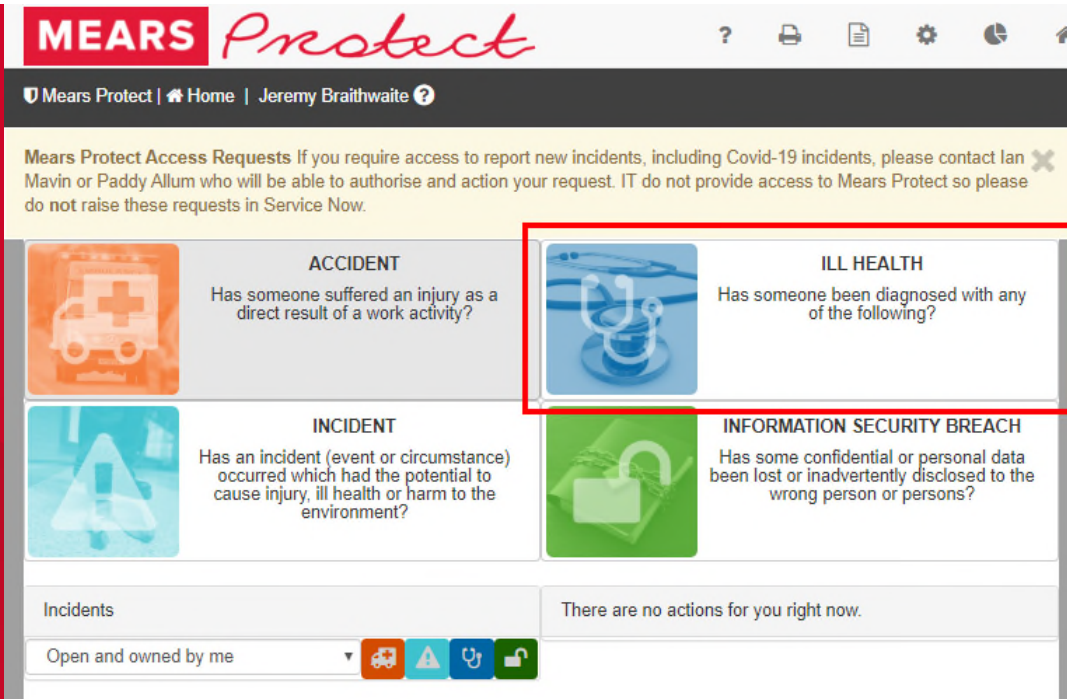 MEARS Protect
?
Mears Protect | Home | Jeremy Braithwaite ?
Mears Protect Access Requests If you require access to report new incidents, including Covid-19 incidents, please contact Ian
Mavin or Paddy Allum who will be able to authorise and action your request. IT do not provide access to Mears Protect so please
do not raise these requests in Service Now.
ACCIDENT
Has someone suffered an injury as a
direct result of a work activity?
ILL HEALTH
Has someone been diagnosed with any
of the following?
INCIDENT
Has an incident (event or circumstance)
occurred which had the potential to
cause injury, ill health or harm to the
environment?
INFORMATION SECURITY BREACH
Has some confidential or personal data
been lost or inadvertently disclosed to the
wrong person or persons?
Incidents
Open and owned by me
There are no actions for you right now.